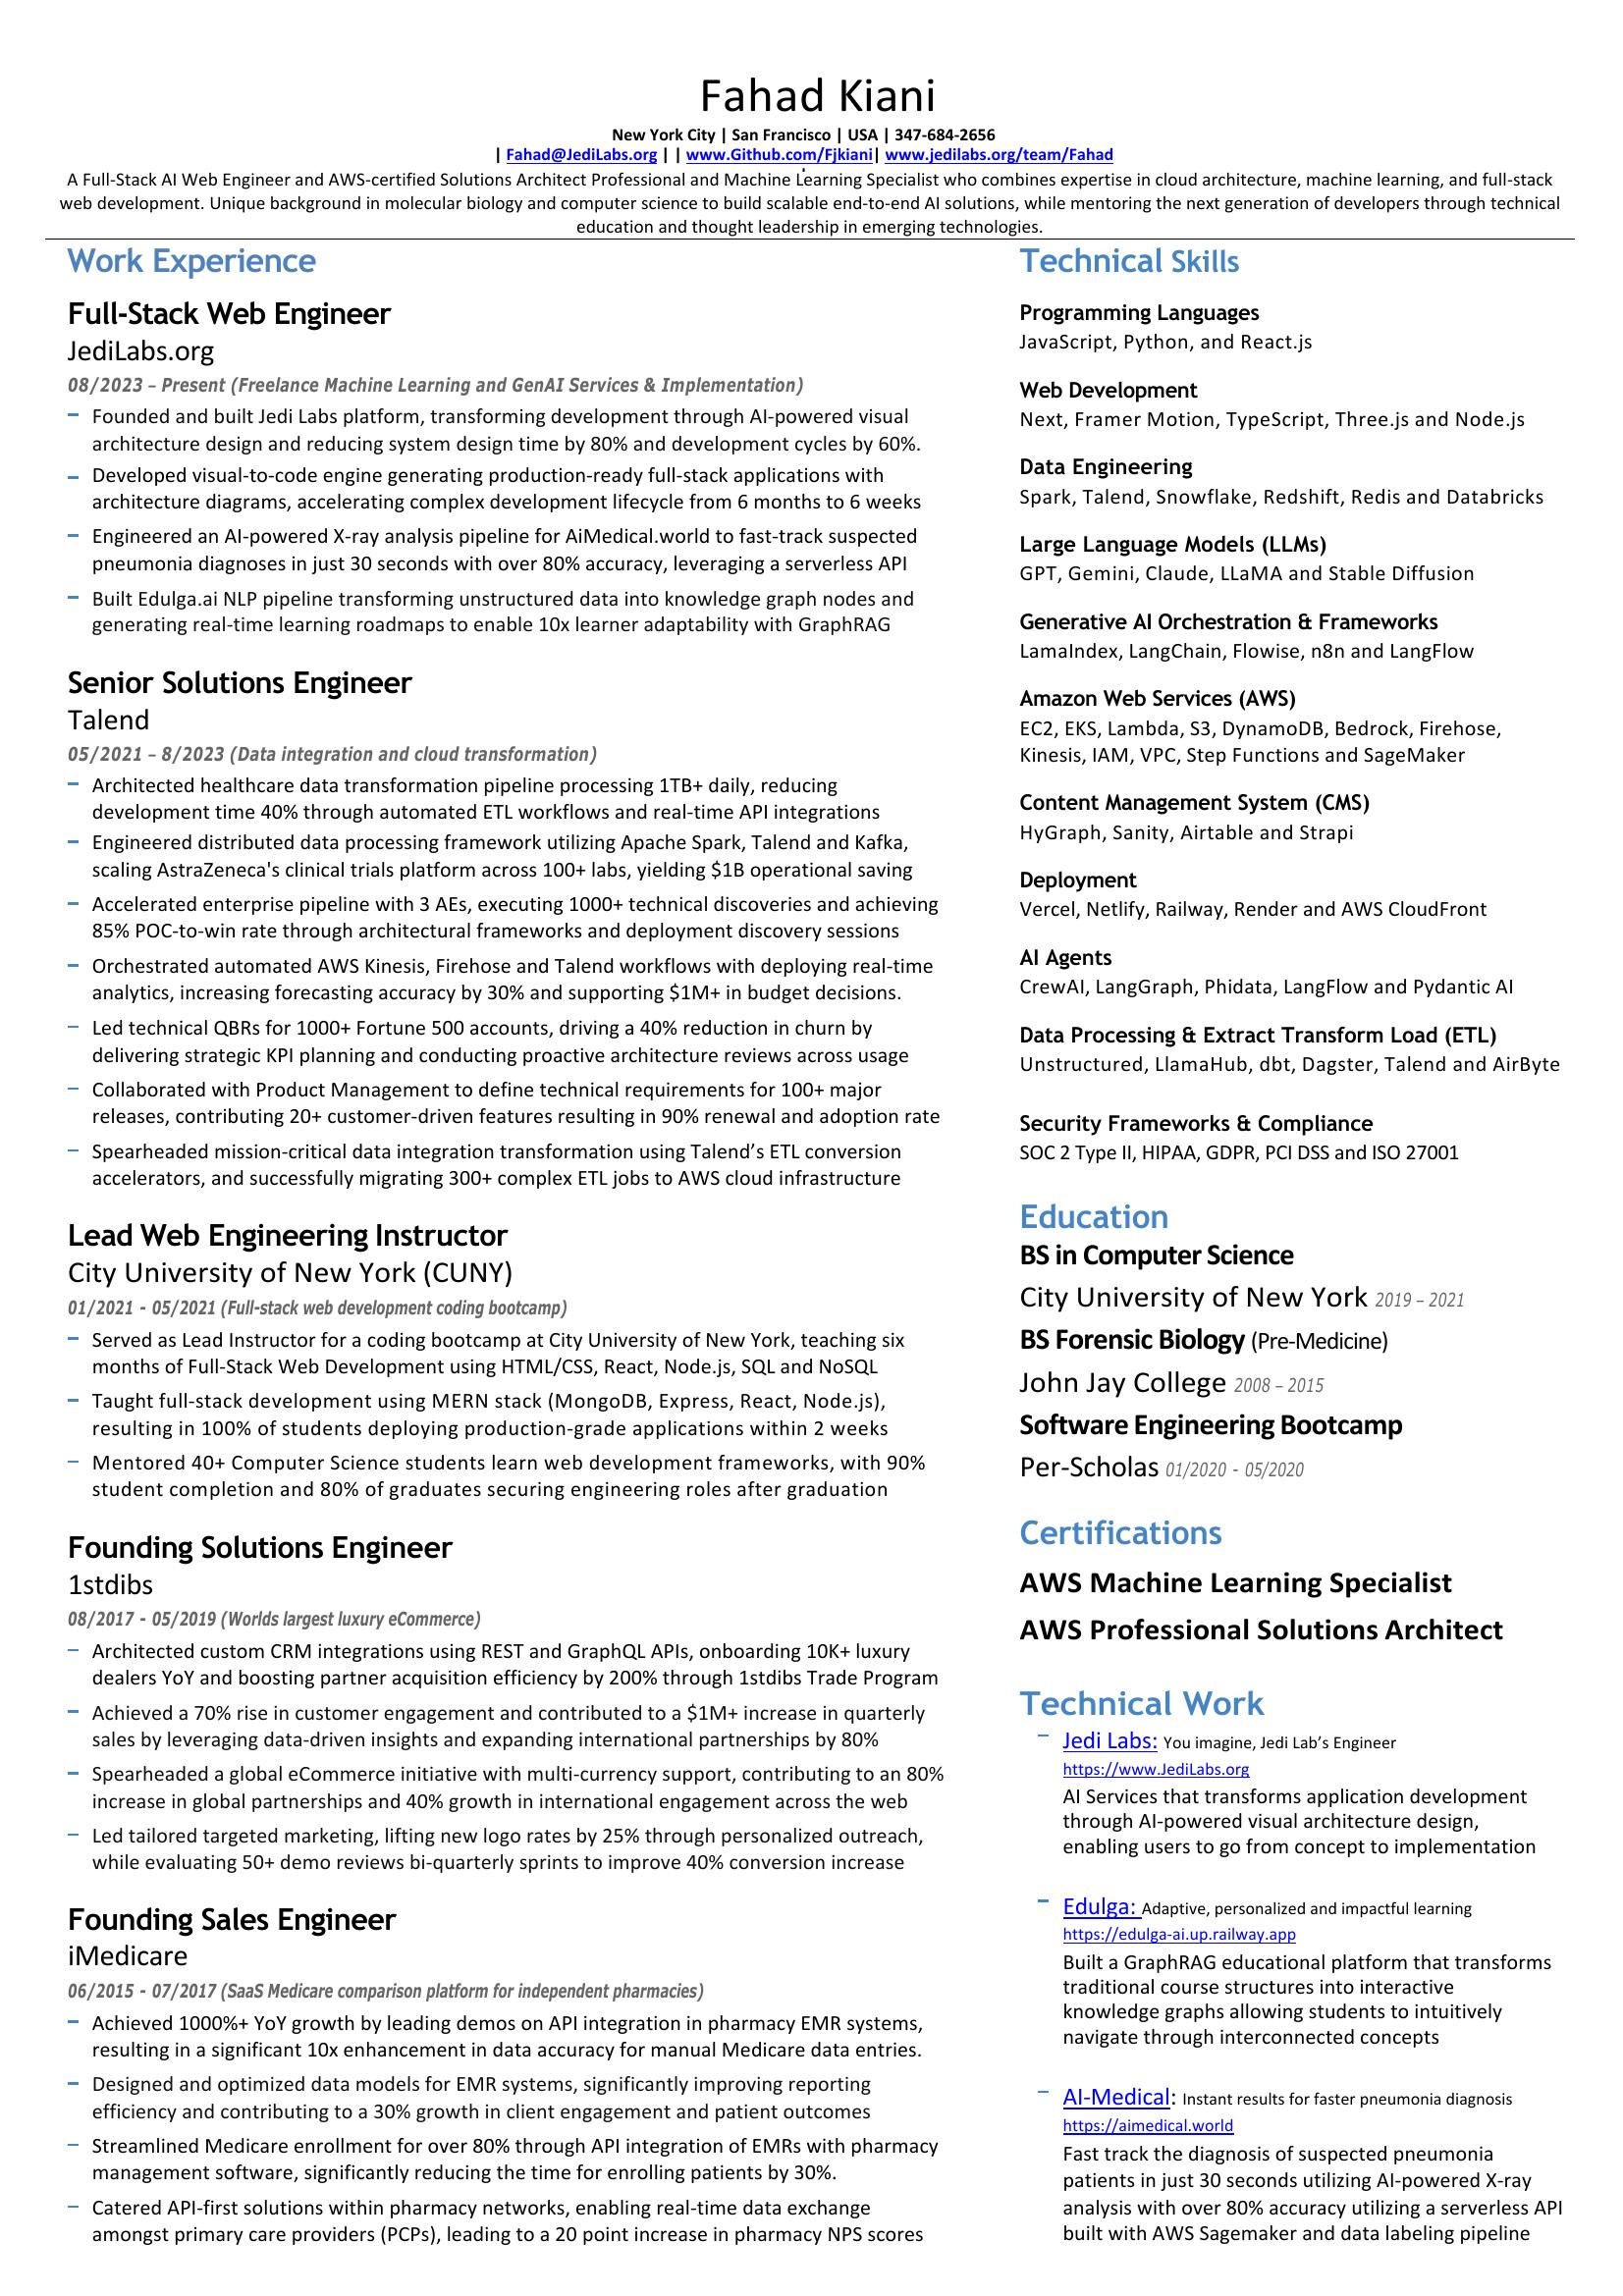 Fahad Kiani
New York City | San Francisco | USA | 347-684-2656
| Fahad@JediLabs.org | | www.Github.com/Fjkiani| www.jedilabs.org/team/Fahad
A Full-Stack AI Web Engineer and AWS-certified Solutions Architect Professional and Machine Learning Specialist who combines expertise in cloud architecture, machine learning, and full-stack
web development. Unique background in molecular biology and computer science to build scalable end-to-end AI solutions, while mentoring the next generation of developers through technical
education and thought leadership in emerging technologies.
Work Experience
Full-Stack Web Engineer
JediLabs.org
08/2023 – Present (Freelance Machine Learning and GenAI Services & Implementation)
– Founded and built Jedi Labs platform, transforming development through AI-powered visual
architecture design and reducing system design time by 80% and development cycles by 60%.
– Developed visual-to-code engine generating production-ready full-stack applications with
architecture diagrams, accelerating complex development lifecycle from 6 months to 6 weeks
– Engineered an AI-powered X-ray analysis pipeline for AiMedical.world to fast-track suspected
pneumonia diagnoses in just 30 seconds with over 80% accuracy, leveraging a serverless API
– Built Edulga.ai NLP pipeline transforming unstructured data into knowledge graph nodes and
generating real-time learning roadmaps to enable 10x learner adaptability with GraphRAG
Senior Solutions Engineer
Talend
05/2021 – 8/2023 (Data integration and cloud transformation)
– Architected healthcare data transformation pipeline processing 1TB+ daily, reducing
development time 40% through automated ETL workflows and real-time API integrations
– Engineered distributed data processing framework utilizing Apache Spark, Talend and Kafka,
scaling AstraZeneca's clinical trials platform across 100+ labs, yielding $1B operational saving
– Accelerated enterprise pipeline with 3 AEs, executing 1000+ technical discoveries and achieving
85% POC-to-win rate through architectural frameworks and deployment discovery sessions
– Orchestrated automated AWS Kinesis, Firehose and Talend workflows with deploying real-time
analytics, increasing forecasting accuracy by 30% and supporting $1M+ in budget decisions.
– Led technical QBRs for 1000+ Fortune 500 accounts, driving a 40% reduction in churn by
delivering strategic KPI planning and conducting proactive architecture reviews across usage
– Collaborated with Product Management to define technical requirements for 100+ major
releases, contributing 20+ customer-driven features resulting in 90% renewal and adoption rate
– Spearheaded mission-critical data integration transformation using Talend’s ETL conversion
accelerators, and successfully migrating 300+ complex ETL jobs to AWS cloud infrastructure
Lead Web Engineering Instructor
City University of New York (CUNY)
01/2021 - 05/2021 (Full-stack web development coding bootcamp)
– Served as Lead Instructor for a coding bootcamp at City University of New York, teaching six
months of Full-Stack Web Development using HTML/CSS, React, Node.js, SQL and NoSQL
– Taught full-stack development using MERN stack (MongoDB, Express, React, Node.js),
resulting in 100% of students deploying production-grade applications within 2 weeks
– Mentored 40+ Computer Science students learn web development frameworks, with 90%
student completion and 80% of graduates securing engineering roles after graduation
Founding Solutions Engineer
1stdibs
08/2017 - 05/2019 (Worlds largest luxury eCommerce)
– Architected custom CRM integrations using REST and GraphQL APIs, onboarding 10K+ luxury
dealers YoY and boosting partner acquisition efficiency by 200% through 1stdibs Trade Program
– Achieved a 70% rise in customer engagement and contributed to a $1M+ increase in quarterly
sales by leveraging data-driven insights and expanding international partnerships by 80%
– Spearheaded a global eCommerce initiative with multi-currency support, contributing to an 80%
increase in global partnerships and 40% growth in international engagement across the web
– Led tailored targeted marketing, lifting new logo rates by 25% through personalized outreach,
while evaluating 50+ demo reviews bi-quarterly sprints to improve 40% conversion increase
Founding Sales Engineer
iMedicare
06/2015 - 07/2017 (SaaS Medicare comparison platform for independent pharmacies)
– Achieved 1000%+ YoY growth by leading demos on API integration in pharmacy EMR systems,
resulting in a significant 10x enhancement in data accuracy for manual Medicare data entries.
– Designed and optimized data models for EMR systems, significantly improving reporting
efficiency and contributing to a 30% growth in client engagement and patient outcomes
– Streamlined Medicare enrollment for over 80% through API integration of EMRs with pharmacy
management software, significantly reducing the time for enrolling patients by 30%.
– Catered API-first solutions within pharmacy networks, enabling real-time data exchange
amongst primary care providers (PCPs), leading to a 20 point increase in pharmacy NPS scores
Technical Skills
Programming Languages
JavaScript, Python, and React.js
Web Development
Next, Framer Motion, TypeScript, Three.js and Node.js
Data Engineering
Spark, Talend, Snowflake, Redshift, Redis and Databricks
Large Language Models (LLMs)
GPT, Gemini, Claude, LLaMA and Stable Diffusion
Generative AI Orchestration & Frameworks
LamaIndex, LangChain, Flowise, n8n and LangFlow
Amazon Web Services (AWS)
EC2, EKS, Lambda, S3, DynamoDB, Bedrock, Firehose,
Kinesis, IAM, VPC, Step Functions and SageMaker
Content Management System (CMS)
HyGraph, Sanity, Airtable and Strapi
Deployment
Vercel, Netlify, Railway, Render and AWS CloudFront
AI Agents
CrewAI, LangGraph, Phidata, LangFlow and Pydantic AI
Data Processing & Extract Transform Load (ETL)
Unstructured, LlamaHub, dbt, Dagster, Talend and AirByte
Security Frameworks & Compliance
SOC 2 Type II, HIPAA, GDPR, PCI DSS and ISO 27001
Education
BS in Computer Science
City University of New York 2019 – 2021
BS Forensic Biology (Pre-Medicine)
John Jay College 2008 – 2015
Software Engineering Bootcamp
Per-Scholas 01/2020 - 05/2020
Certifications
AWS Machine Learning Specialist
AWS Professional Solutions Architect
Technical Work
– Jedi Labs: You imagine, Jedi Lab’s Engineer
https://www.JediLabs.org
AI Services that transforms application development
through AI-powered visual architecture design,
enabling users to go from concept to implementation
– Edulga: Adaptive, personalized and impactful learning
https://edulga-ai.up.railway.app
Built a GraphRAG educational platform that transforms
traditional course structures into interactive
knowledge graphs allowing students to intuitively
navigate through interconnected concepts
– AI-Medical: Instant results for faster pneumonia diagnosis
https://aimedical.world
Fast track the diagnosis of suspected pneumonia
patients in just 30 seconds utilizing AI-powered X-ray
analysis with over 80% accuracy utilizing a serverless API
built with AWS Sagemaker and data labeling pipeline